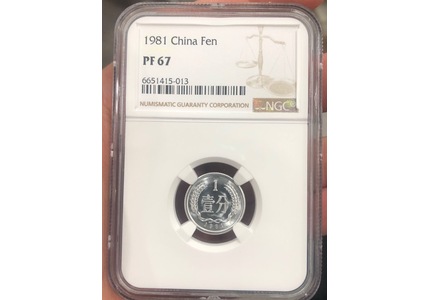 1981 China Fen
PF 67
6651415-013
NUMISMATIC GUARANTY CORPORATION
NGC
1
壹分